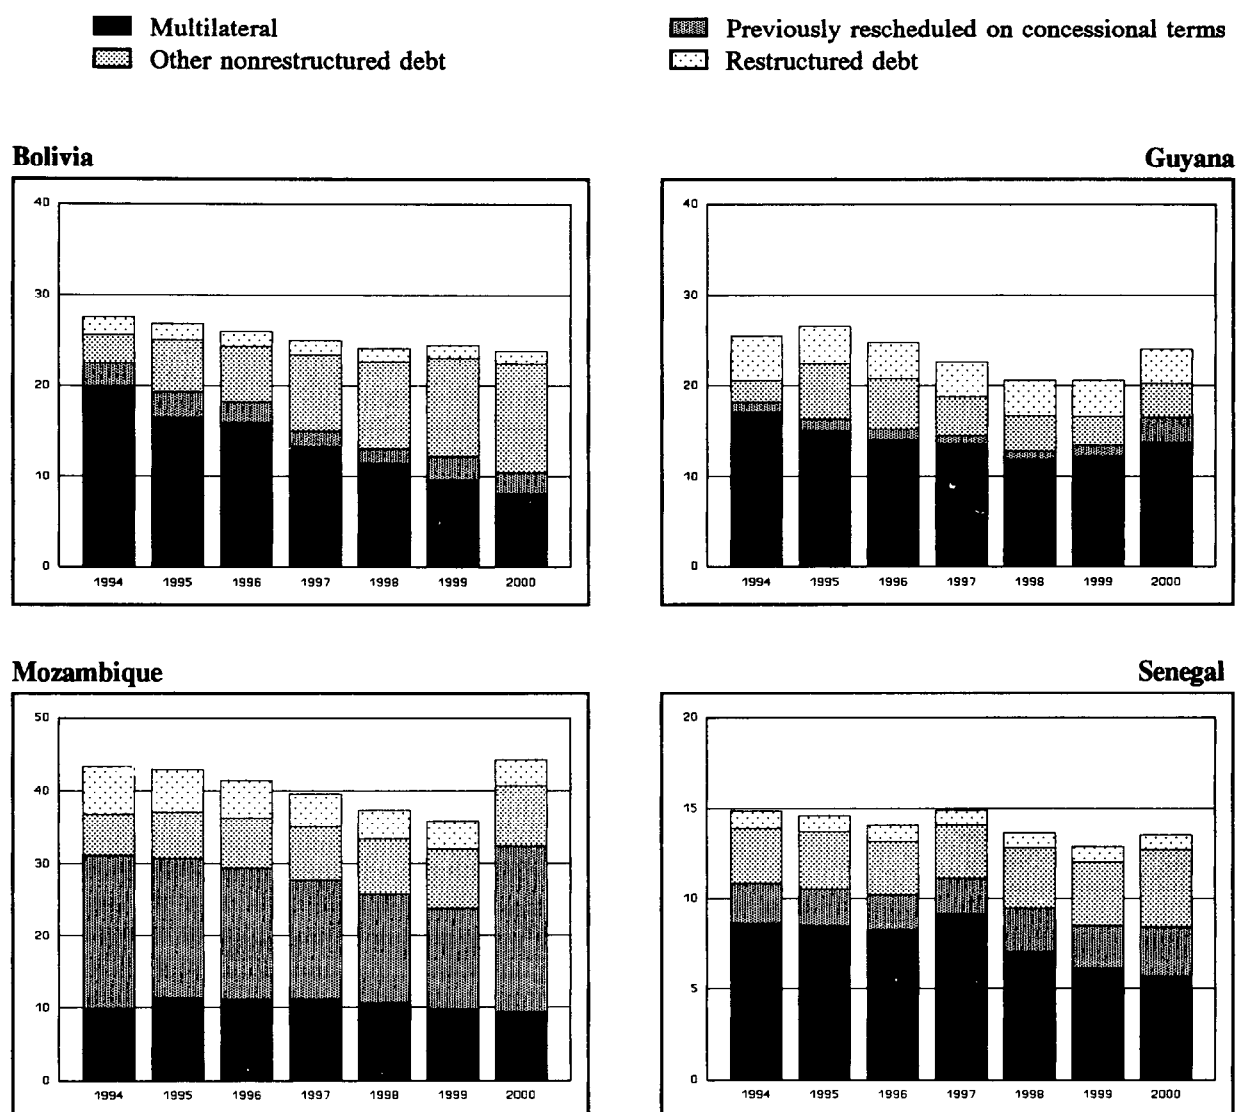 Multilateral
Other nonrestructured debt
Previously rescheduled on concessional terms
Restructured debt
Bolivia
40
30
20
10
0
1994 1995 1996 1997 1998 1999 2000
Guyana
40
30
20
10
0
1994 1995 1996 1997 1998 1999 2000
Mozambique
50
40
30
20
10
0
1994 1995 1996 1997 1998 1999 2000
Senegal
20
15
10
5
0
1994 1995 1996 1997 1998 1999 2000